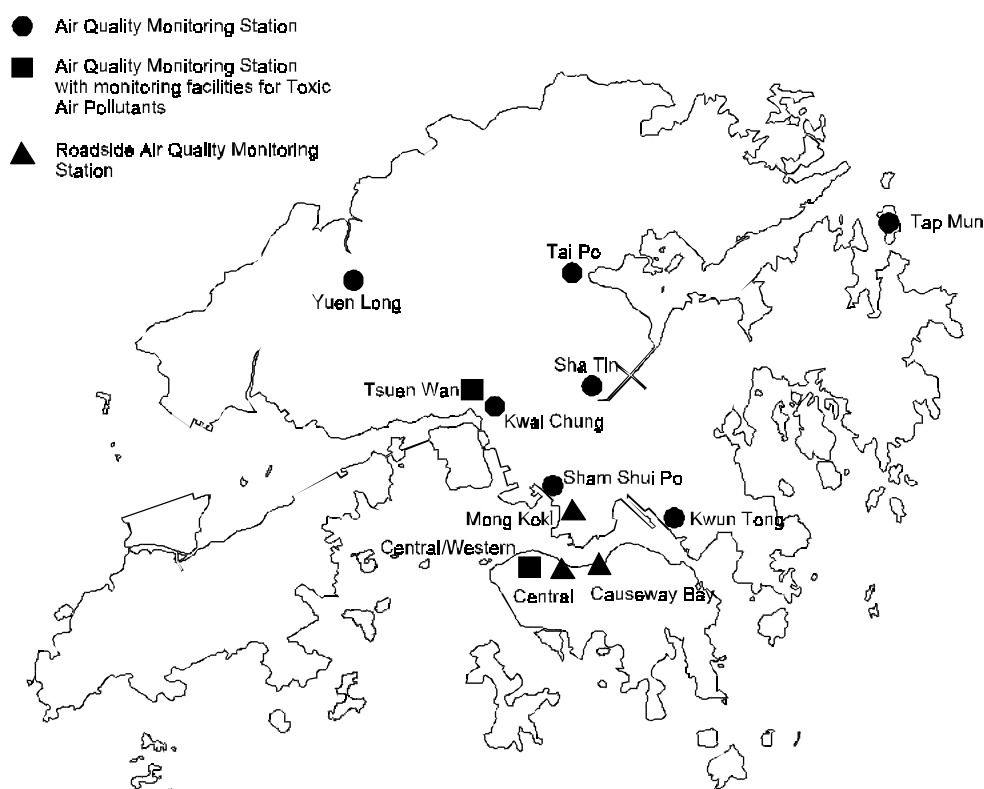 Air Quality Monitoring Station
Air Quality Monitoring Station
with monitoring facilities for Toxic
Air Pollutants
Roadside Air Quality Monitoring
Station
Tap Mun
Tai Po
Yuen Long
Sha Tin
Tsuen Wan
Kwai Chung
Sham Shui Po
Mong Kok
Kwun Tong
Central/Western
Central
Causeway Bay